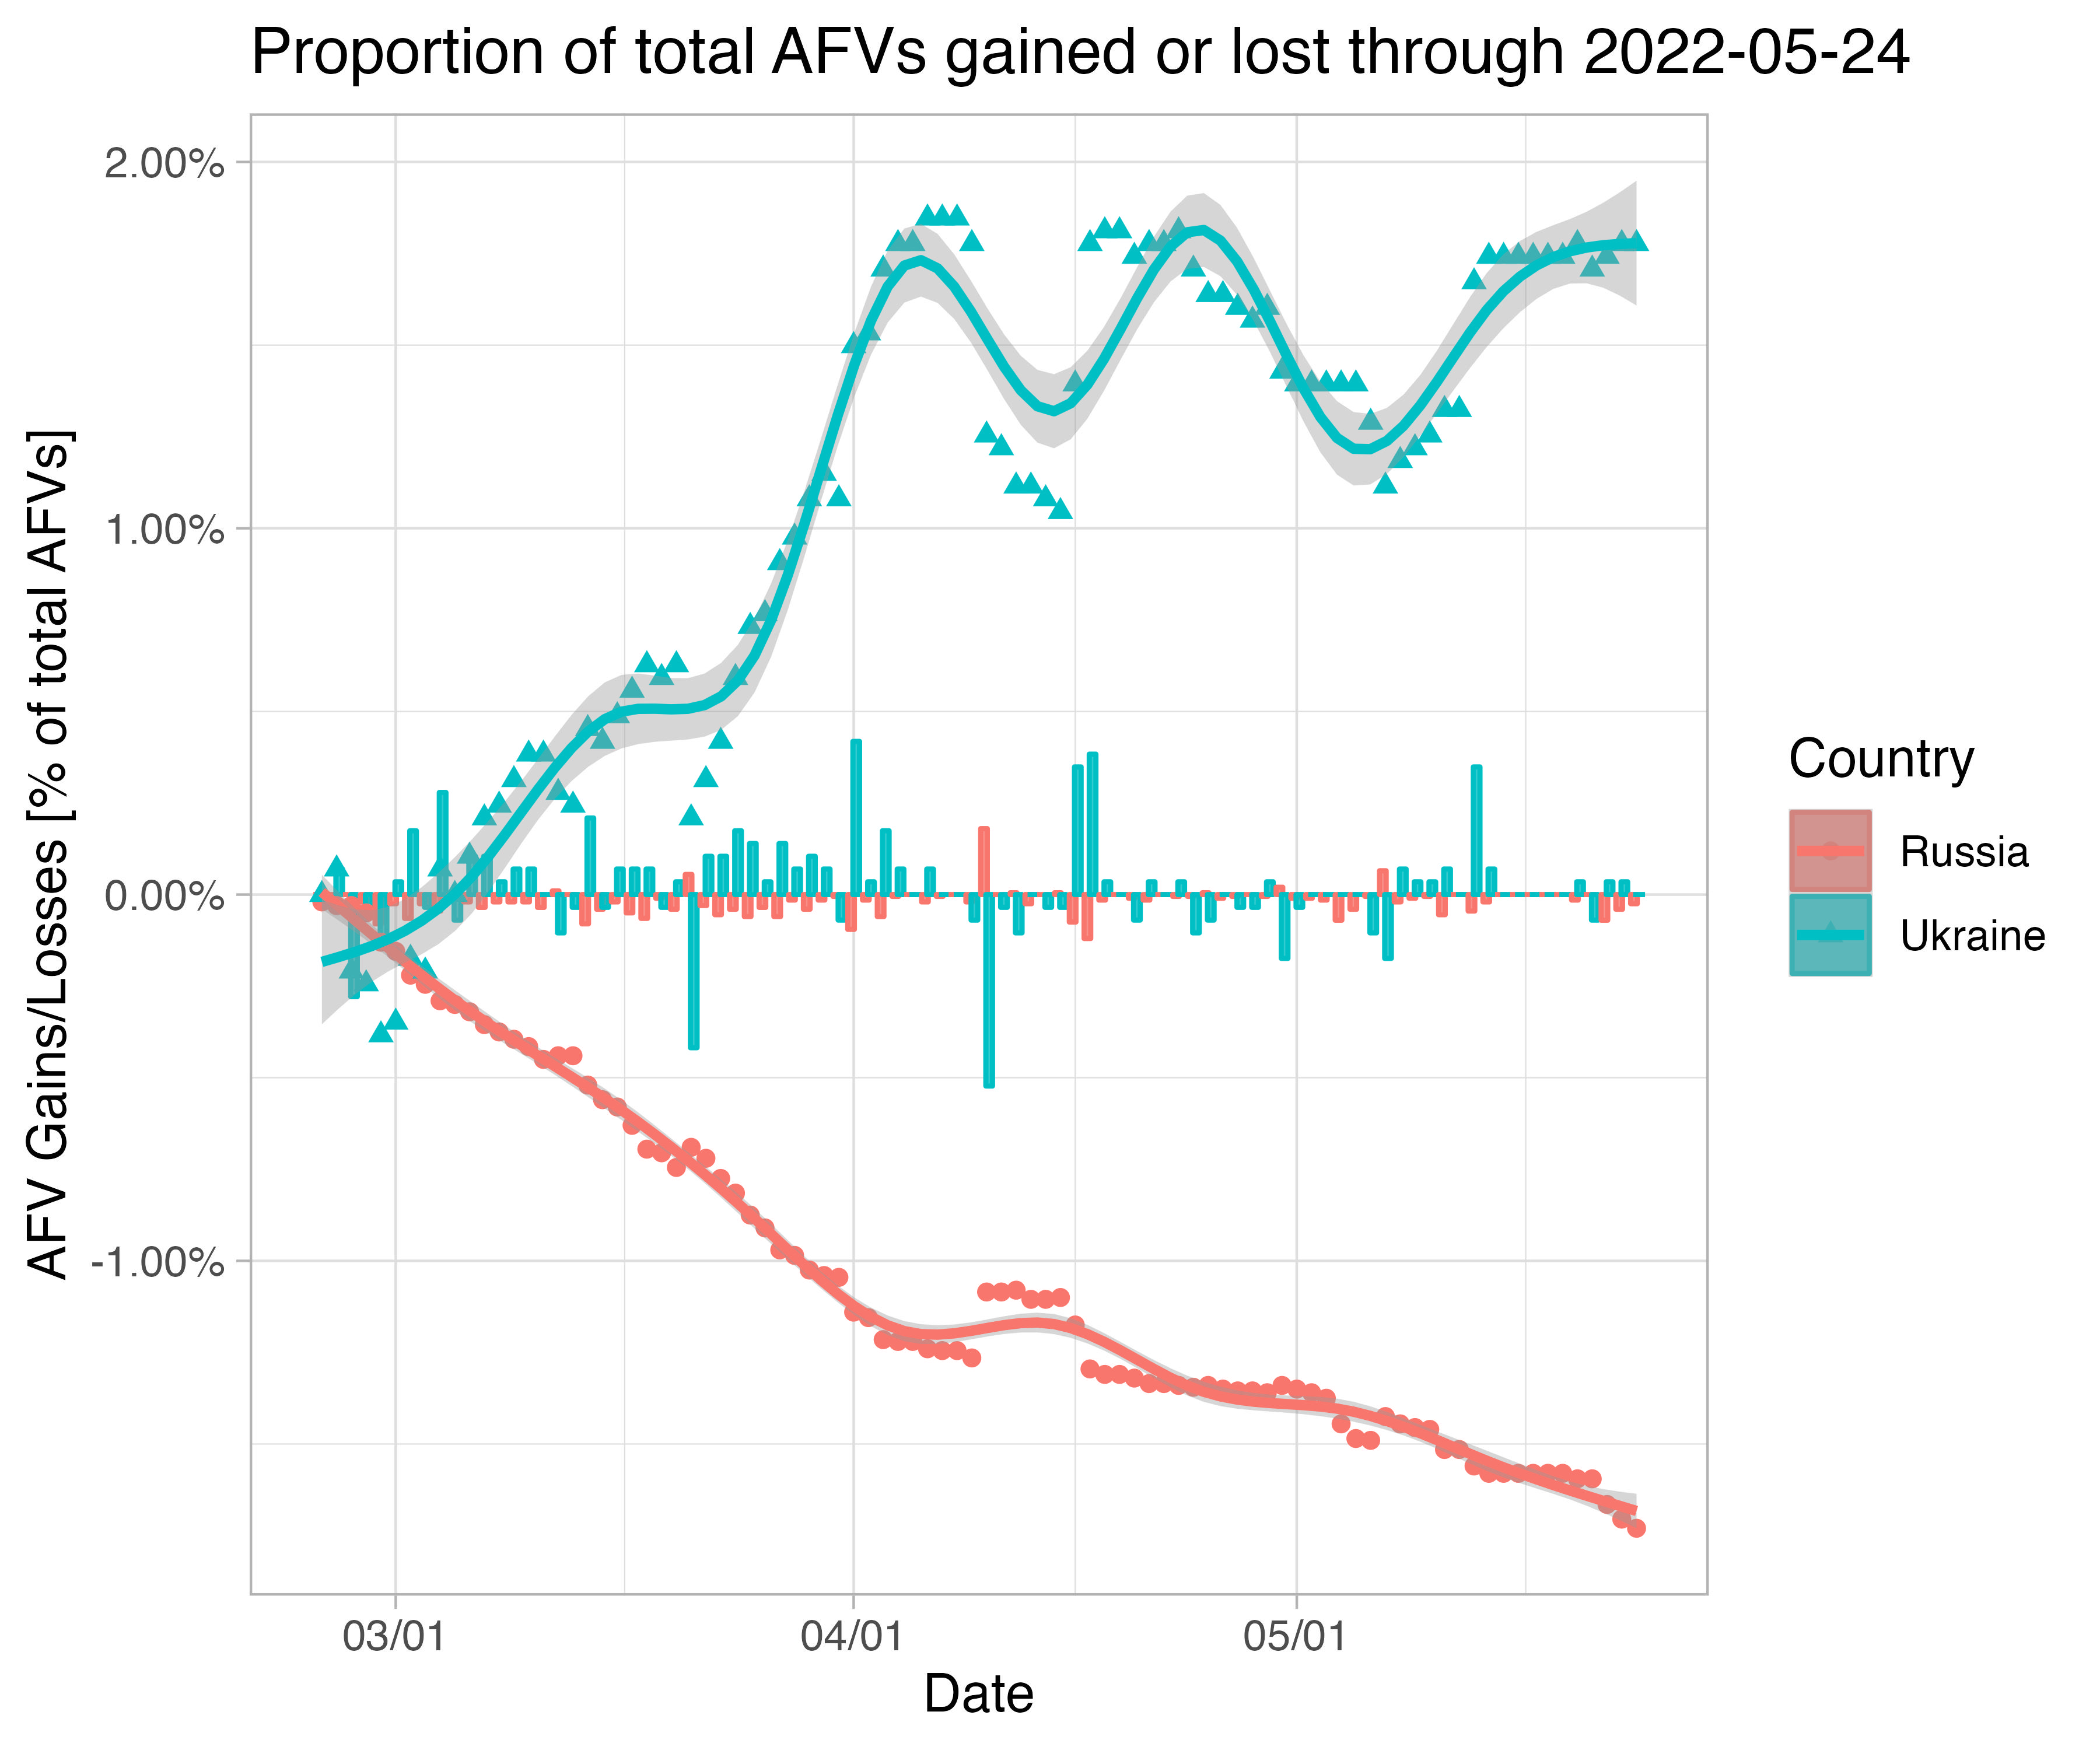 Proportion of total AFVs gained or lost through 2022-05-24
AFV Gains/Losses [% of total AFVs]
2.00%
1.00%
0.00%
-1.00%
03/01
04/01
05/01
Date
Country
Russia
Ukraine